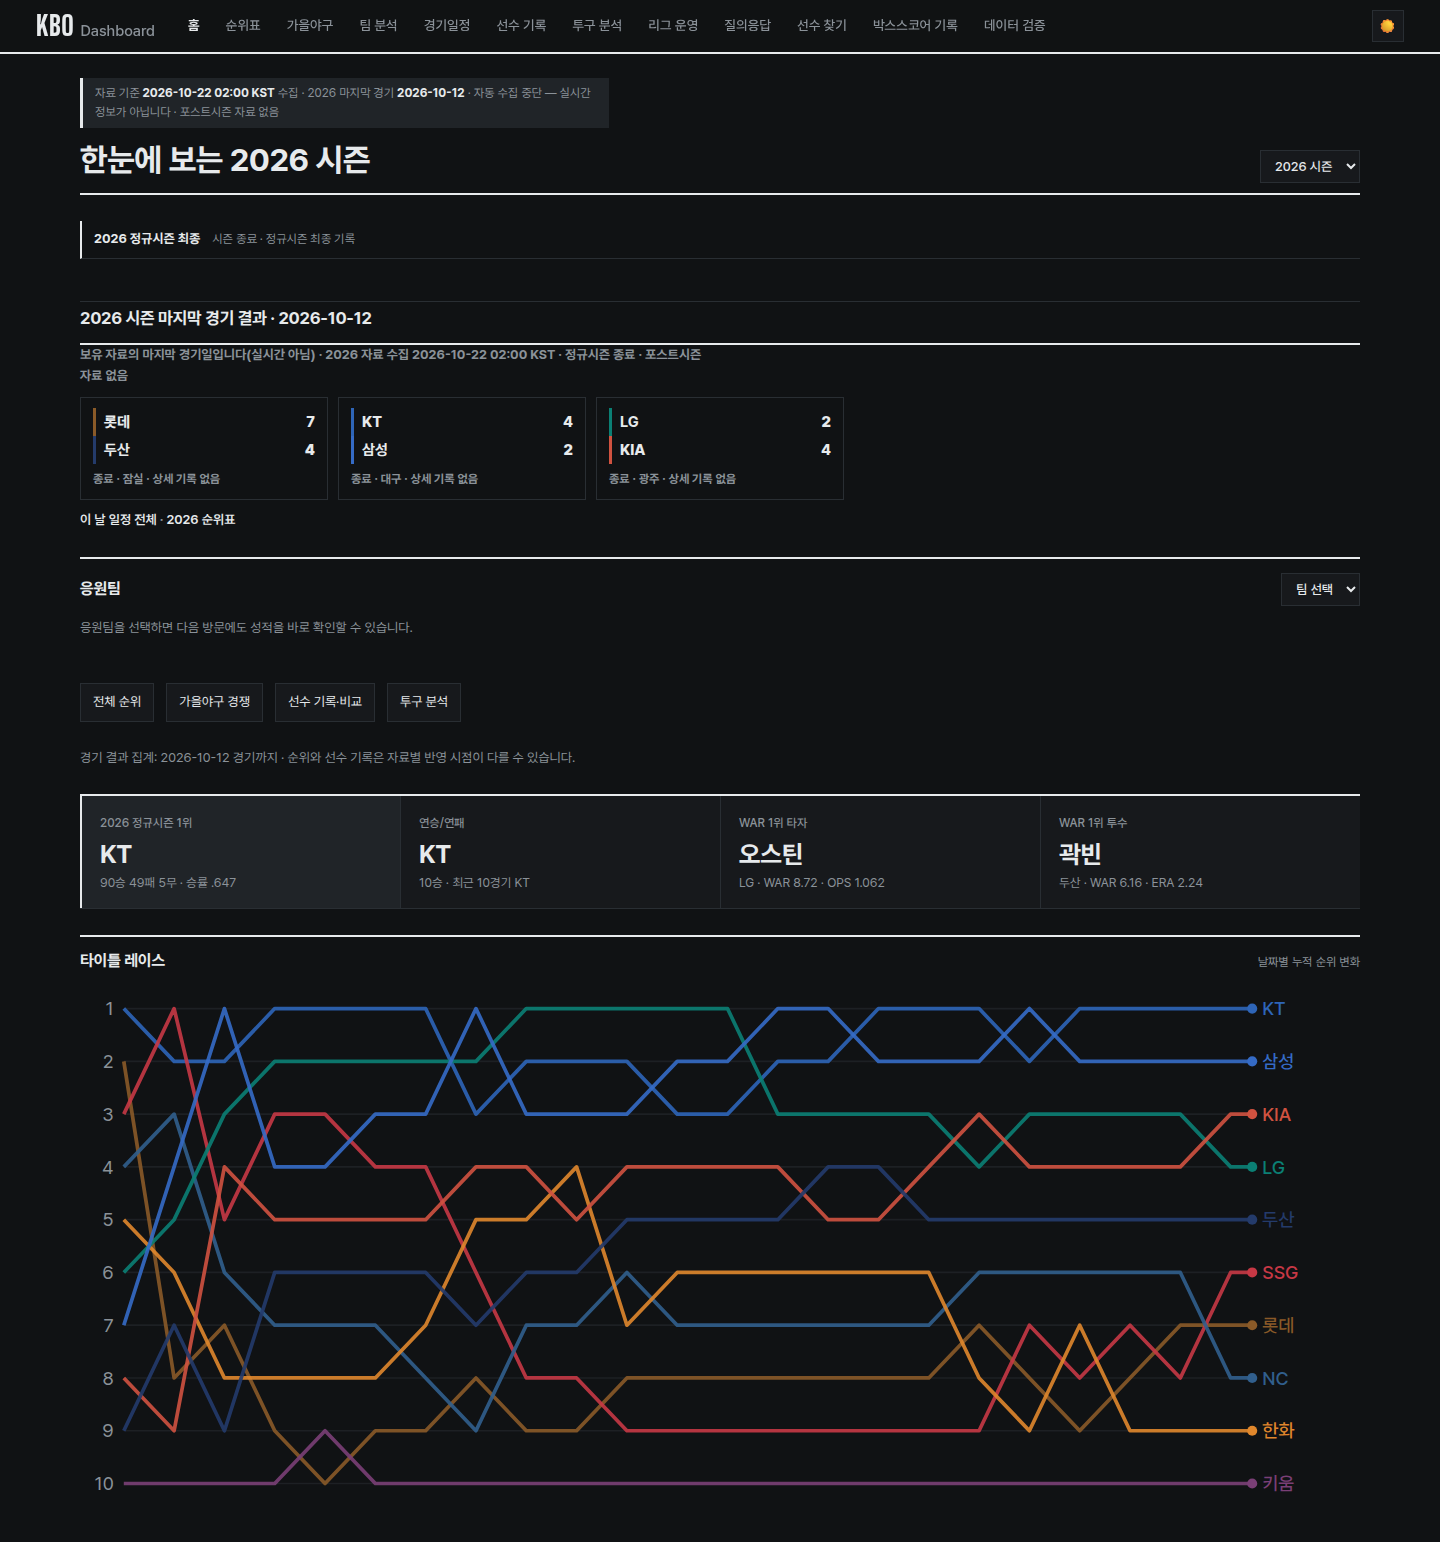 KBO Dashboard 홈 순위표 가을야구 팀 분석 경기일정 선수 기록 투구 분석 리그 운영 질의응답 선수 찾기 박스스코어 기록 데이터 검증
자료 기준 2026-10-22 02:00 KST 수집 · 2026 마지막 경기 2026-10-12 · 자동 수집 중단 — 실시간
정보가 아닙니다 · 포스트시즌 자료 없음
한눈에 보는 2026 시즌
2026 시즌
2026 정규시즌 최종 시즌 종료 · 정규시즌 최종 기록
2026 시즌 마지막 경기 결과 · 2026-10-12
보유 자료의 마지막 경기일입니다(실시간 아님) · 2026 자료 수집 2026-10-22 02:00 KST · 정규시즌 종료 · 포스트시즌
자료 없음
롯데 7
두산 4
종료 · 잠실 · 상세 기록 없음
KT 4
삼성 2
종료 · 대구 · 상세 기록 없음
LG 2
KIA 4
종료 · 광주 · 상세 기록 없음
이 날 일정 전체 · 2026 순위표
응원팀
팀 선택
응원팀을 선택하면 다음 방문에도 성적을 바로 확인할 수 있습니다.
전체 순위 가을야구 경쟁 선수 기록·비교 투구 분석
경기 결과 집계: 2026-10-12 경기까지 · 순위와 선수 기록은 자료별 반영 시점이 다를 수 있습니다.
2026 정규시즌 1위
KT
90승 49패 5무 · 승률 .647
연승/연패
KT
10승 · 최근 10경기 KT
WAR 1위 타자
오스틴
LG · WAR 8.72 · OPS 1.062
WAR 1위 투수
곽빈
두산 · WAR 6.16 · ERA 2.24
타이틀 레이스
날짜별 누적 순위 변화
1 KT
2 삼성
3 KIA
4 LG
5 두산
6 SSG
7 롯데
8 NC
9 한화
10 키움